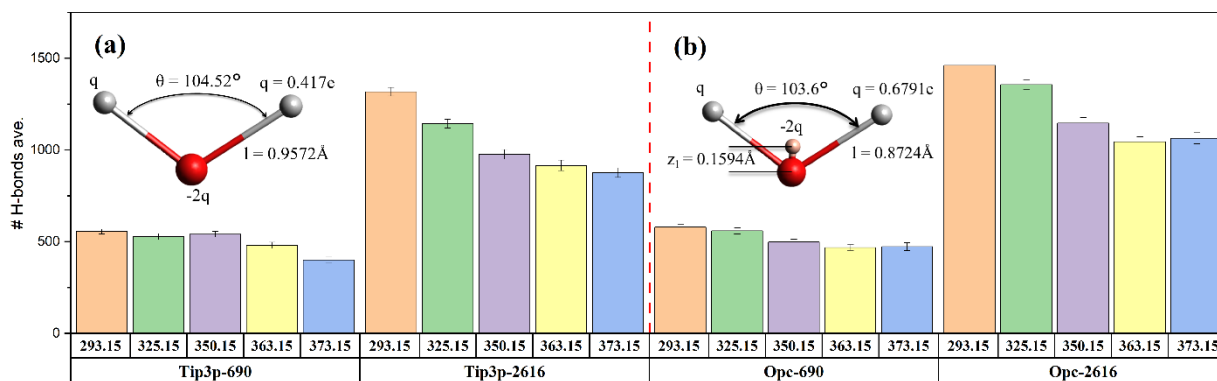 (a)
q
θ = 104.52°
q = 0.417e
l = 0.9572Å
-2q
(b)
q
θ = 103.6°
q = 0.6791e
-2q
z₁ = 0.1594Å
l = 0.8724Å
# H-bonds ave.
1500
1000
500
0
293.15 325.15 350.15 363.15 373.15 293.15 325.15 350.15 363.15 373.15 293.15 325.15 350.15 363.15 373.15 293.15 325.15 350.15 363.15 373.15
Tip3p-690 Tip3p-2616 Opc-690 Opc-2616